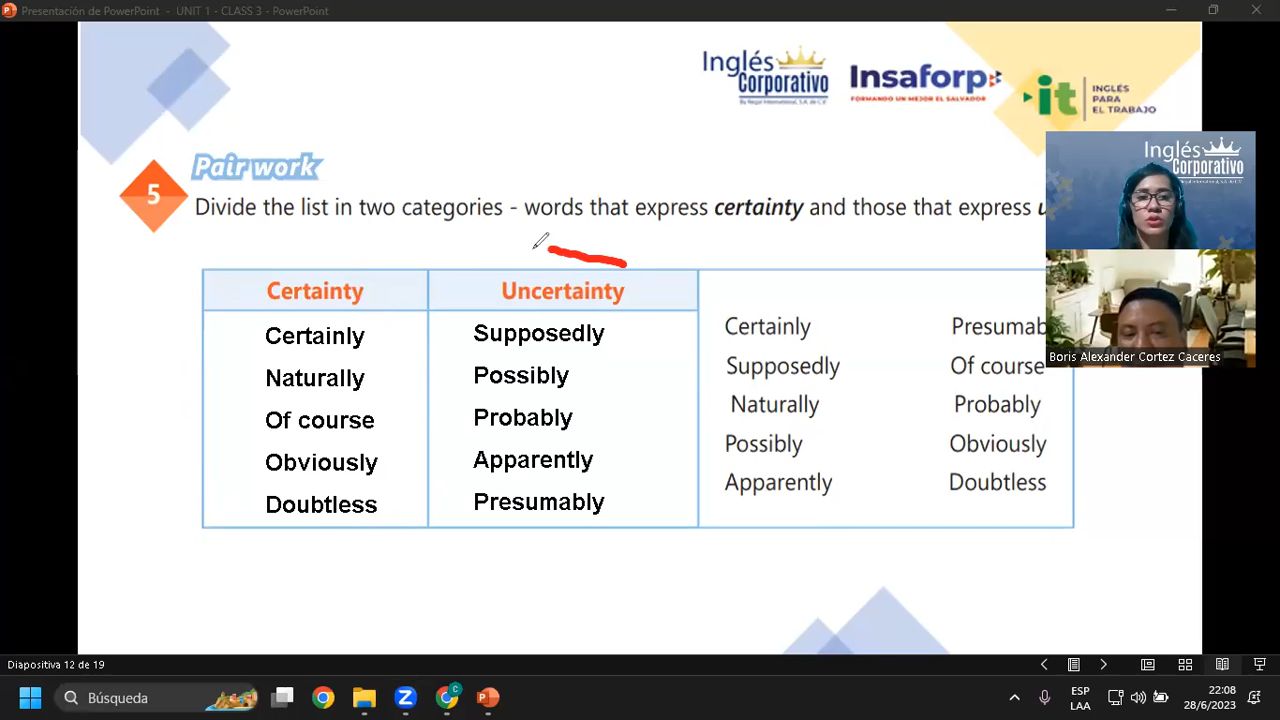 Presentación de PowerPoint - UNIT 1 - CLASS 3 - PowerPoint
Inglés
Corporativo
By Regal International, S.A. de C.V.
Insaforp
FORMANDO UN MEJOR EL SALVADOR
it
INGLÉS
PARA
EL TRABAJO
Pair work
5
Divide the list in two categories - words that express certainty and those that express u
Inglés
Corporativo
Boris Alexander Cortez Caceres
Certainty
Uncertainty
Certainly
Naturally
Of course
Obviously
Doubtless
Supposedly
Possibly
Probably
Apparently
Presumably
Certainly
Supposedly
Naturally
Possibly
Apparently
Presumab
Of course
Probably
Obviously
Doubtless
Diapositiva 12 de 19
Búsqueda
ESP
LAA
22:08
28/6/2023